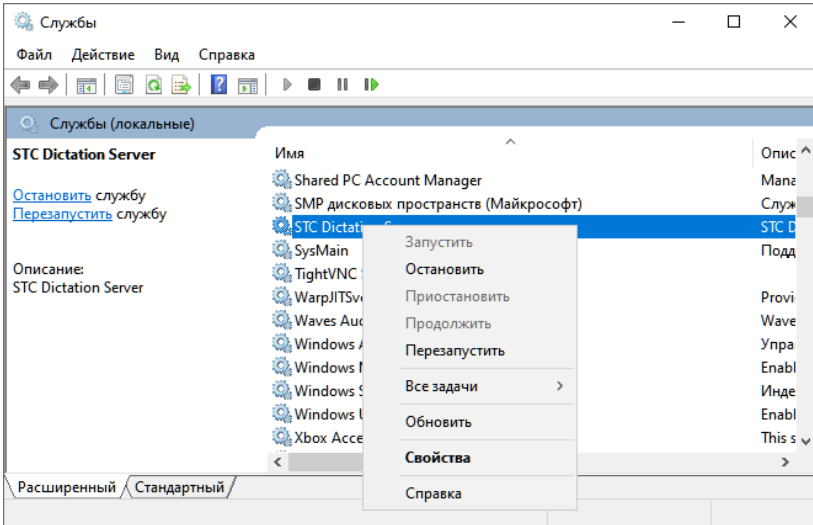 Службы
Файл Действие Вид Справка
Службы (локальные)
STC Dictation Server
Остановить службу
Перезапустить службу
Описание:
STC Dictation Server
Имя Опис
Shared PC Account Manager Mana
SMP дисковых пространств (Майкрософт) Служ
STC Dictati STC D
SysMain Подд
TightVNC
WarpJITSv Provi
Waves Aud Wave
Windows Упра
Windows Enabl
Windows Инде
Windows Enabl
Xbox Acce This s
Запустить
Остановить
Приостановить
Продолжить
Перезапустить
Все задачи
Обновить
Свойства
Справка
Расширенный Стандартный